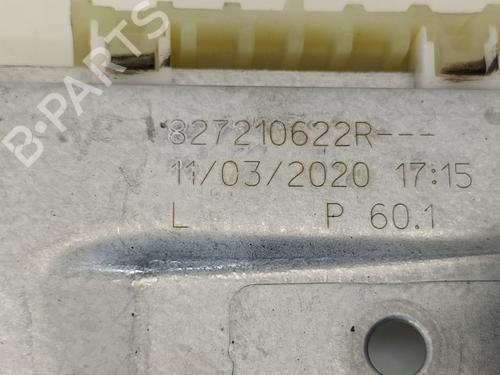 B-PARTS
827210622R---
11/03/2020 17:15
L P 60.1